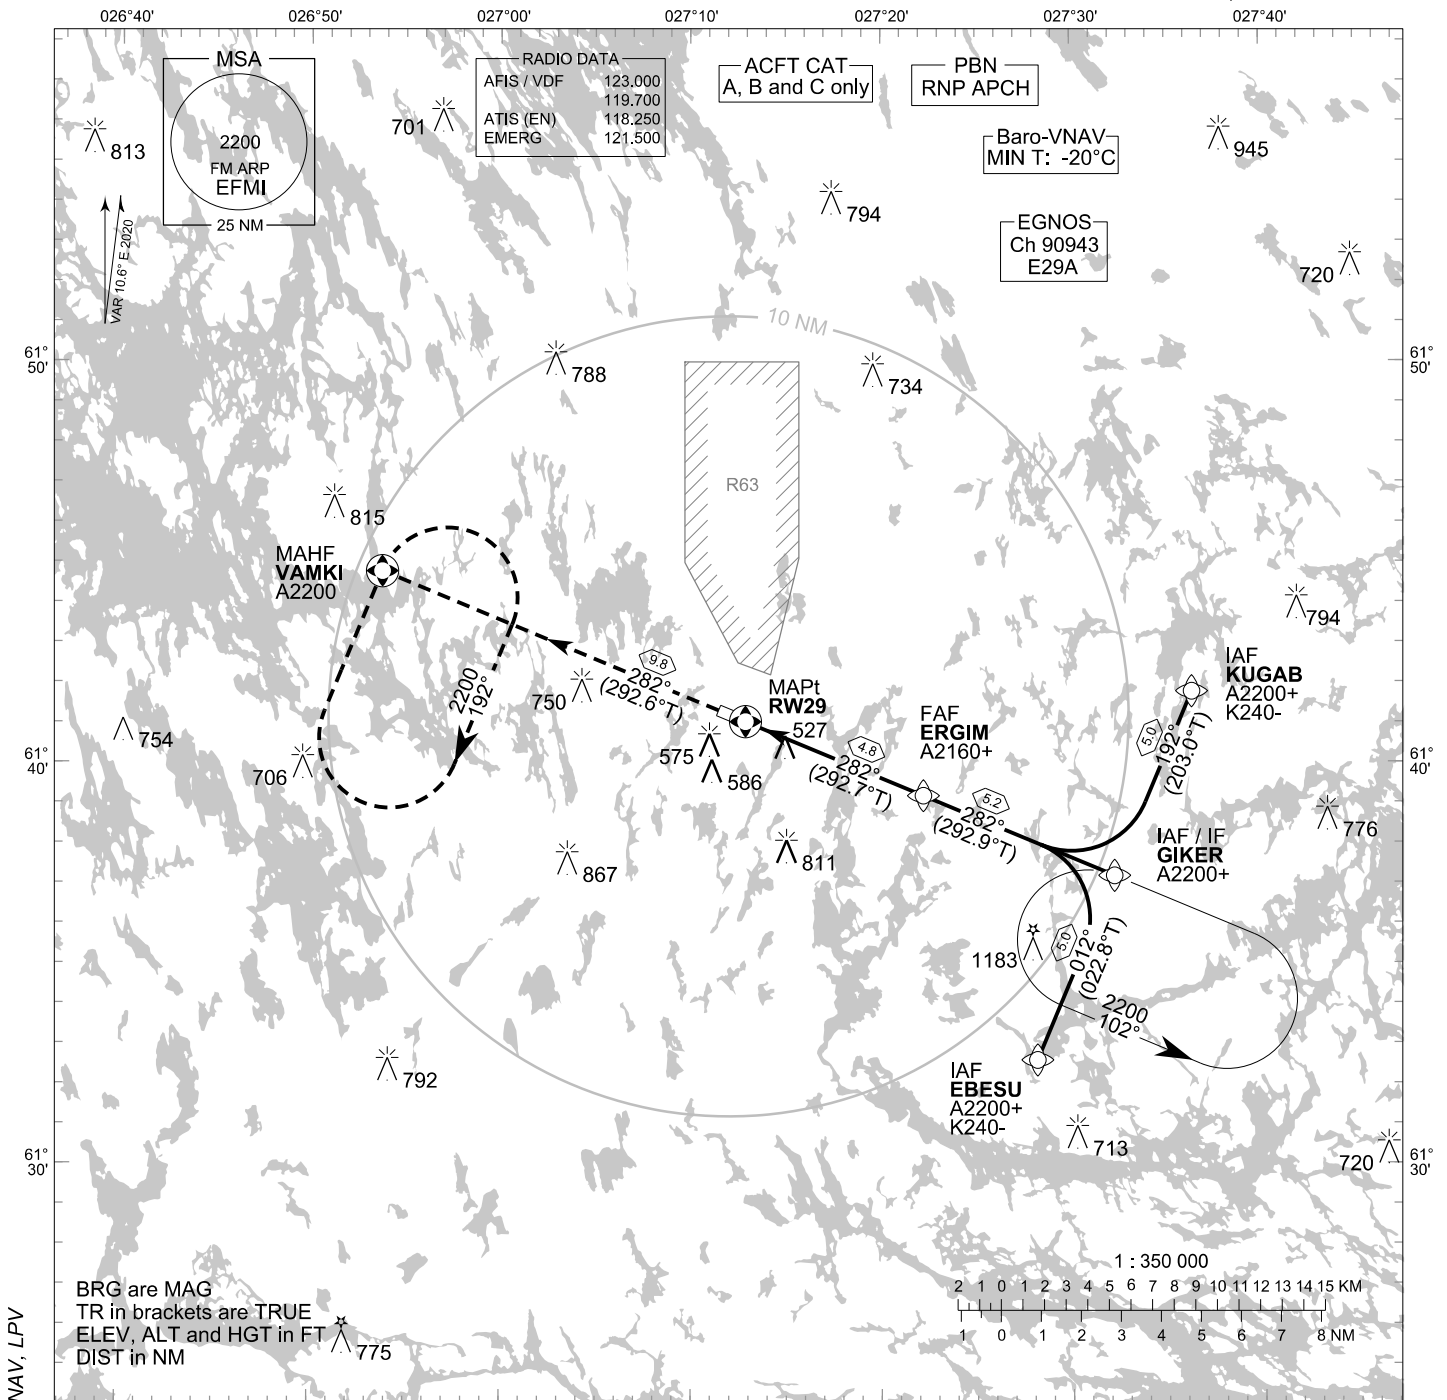 026°40'
026°50'
027°00'
027°10'
027°20'
027°30'
027°40'
MSA
2200
FM ARP
EFMI
25 NM
VAR 10.6° E 2020
RADIO DATA
AFIS / VDF 123.000
119.700
ATIS (EN) 118.250
EMERG 121.500
ACFT CAT
A, B and C only
PBN
RNP APCH
Baro-VNAV
MIN T: -20°C
EGNOS
Ch 90943
E29A
813
701
945
794
720
10 NM
61°
50'
61°
50'
788
734
R63
815
MAHF
VAMKI
A2200
794
IAF
KUGAB
A2200+
K240-
2200
192°
9.8
282°
(292.6°T)
750
MAPt
RW29
527
FAF
ERGIM
A2160+
5.0
192°
(203.0°T)
754
706
575
586
4.8
282°
(292.7°T)
61°
40'
61°
40'
5.2
282°
(292.9°T)
776
IAF / IF
GIKER
A2200+
867
811
1183
5.0
012°
(022.8°T)
2200
102°
792
IAF
EBESU
A2200+
K240-
713
720
61°
30'
61°
30'
BRG are MAG
TR in brackets are TRUE
ELEV, ALT and HGT in FT
DIST in NM
775
1 : 350 000
2 1 0 1 2 3 4 5 6 7 8 9 10 11 12 13 14 15 KM
1 0 1 2 3 4 5 6 7 8 NM
NAV, LPV